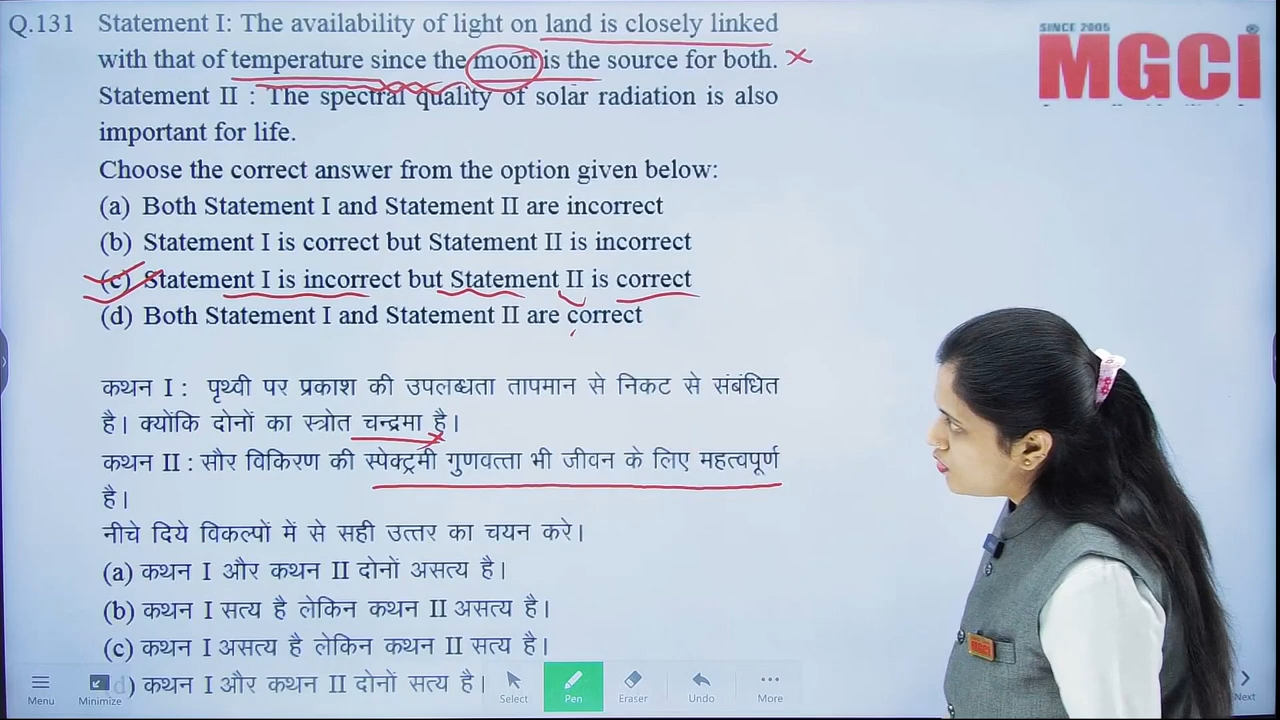 Q.131 Statement I: The availability of light on land is closely linked
with that of temperature since the moon is the source for both.
Statement II : The spectral quality of solar radiation is also
important for life.
Choose the correct answer from the option given below:
(a) Both Statement I and Statement II are incorrect
(b) Statement I is correct but Statement II is incorrect
(c) Statement I is incorrect but Statement II is correct
(d) Both Statement I and Statement II are correct
कथन I : पृथ्वी पर प्रकाश की उपलब्धता तापमान से निकट से संबंधित
है। क्योंकि दोनों का स्त्रोत चन्द्रमा है।
कथन II : सौर विकिरण की स्पेक्ट्रमी गुणवत्ता भी जीवन के लिए महत्वपूर्ण
है।
नीचे दिये विकल्पों में से सही उत्तर का चयन करे।
(a) कथन I और कथन II दोनों असत्य है।
(b) कथन I सत्य है लेकिन कथन II असत्य है।
(c) कथन I असत्य है लेकिन कथन II सत्य है।
(d) कथन I और कथन II दोनों सत्य है।
SINCE 2005
MGCI
MGCI
Menu Minimize Select Pen Eraser Undo More Next